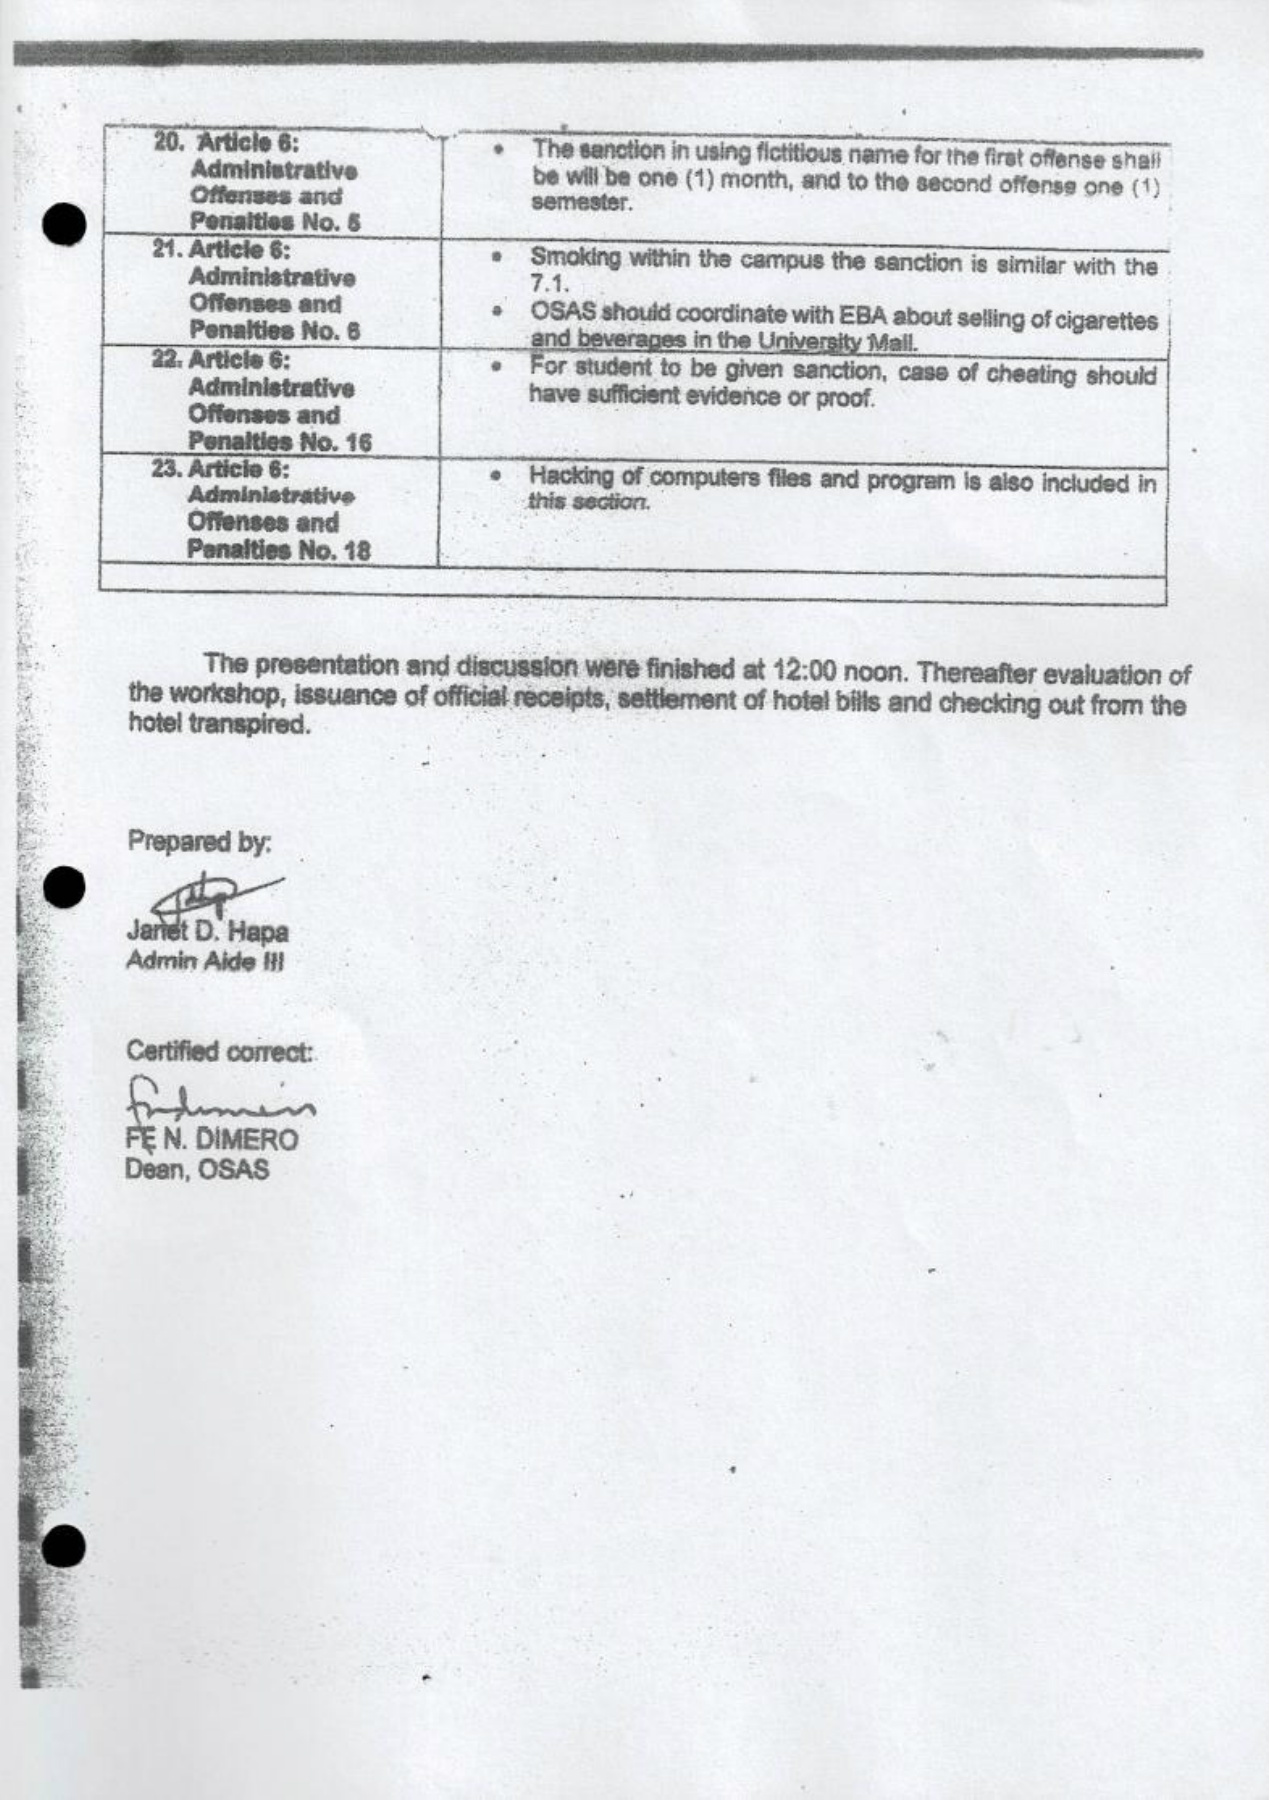 20. Article 6:
Administrative
Offenses and
Penalties No. 5
• The sanction in using fictitious name for the first offense shall
be will be one (1) month, and to the second offense one (1)
semester.
21. Article 6:
Administrative
Offenses and
Penalties No. 6
• Smoking within the campus the sanction is similar with the
7.1.
• OSAS should coordinate with EBA about selling of cigarettes
and beverages in the University Mall.
22. Article 6:
Administrative
Offenses and
Penalties No. 16
• For student to be given sanction, case of cheating should
have sufficient evidence or proof.
23. Article 6:
Administrative
Offenses and
Penalties No. 18
• Hacking of computers files and program is also included in
this section.
The presentation and discussion were finished at 12:00 noon. Thereafter evaluation of
the workshop, issuance of official receipts, settlement of hotel bills and checking out from the
hotel transpired.
Prepared by:
Janet D. Hapa
Admin Aide III
Certified correct:
FE N. DIMERO
Dean, OSAS